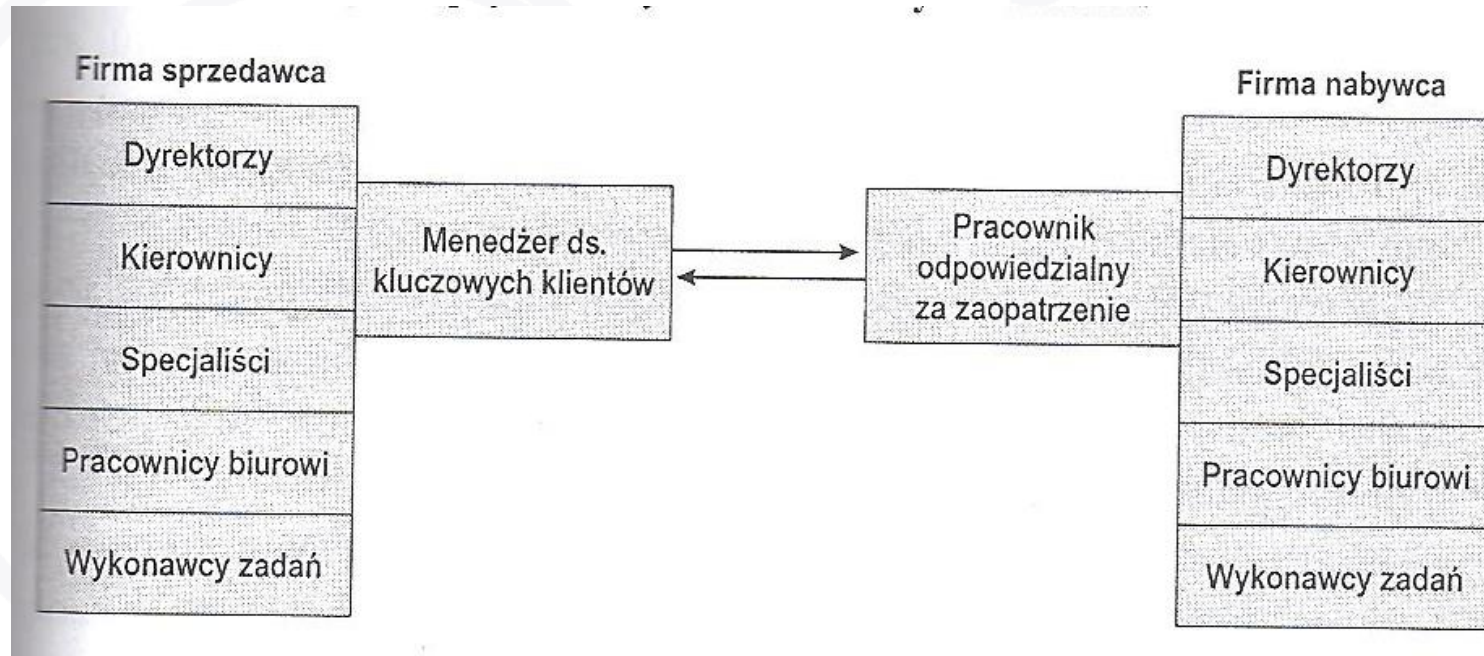 Firma sprzedawca
Dyrektorzy
Kierownicy
Specjaliści
Pracownicy biurowi
Wykonawcy zadań
Menedżer ds.
kluczowych klientów
Pracownik
odpowiedzialny
za zaopatrzenie
Firma nabywca
Dyrektorzy
Kierownicy
Specjaliści
Pracownicy biurowi
Wykonawcy zadań